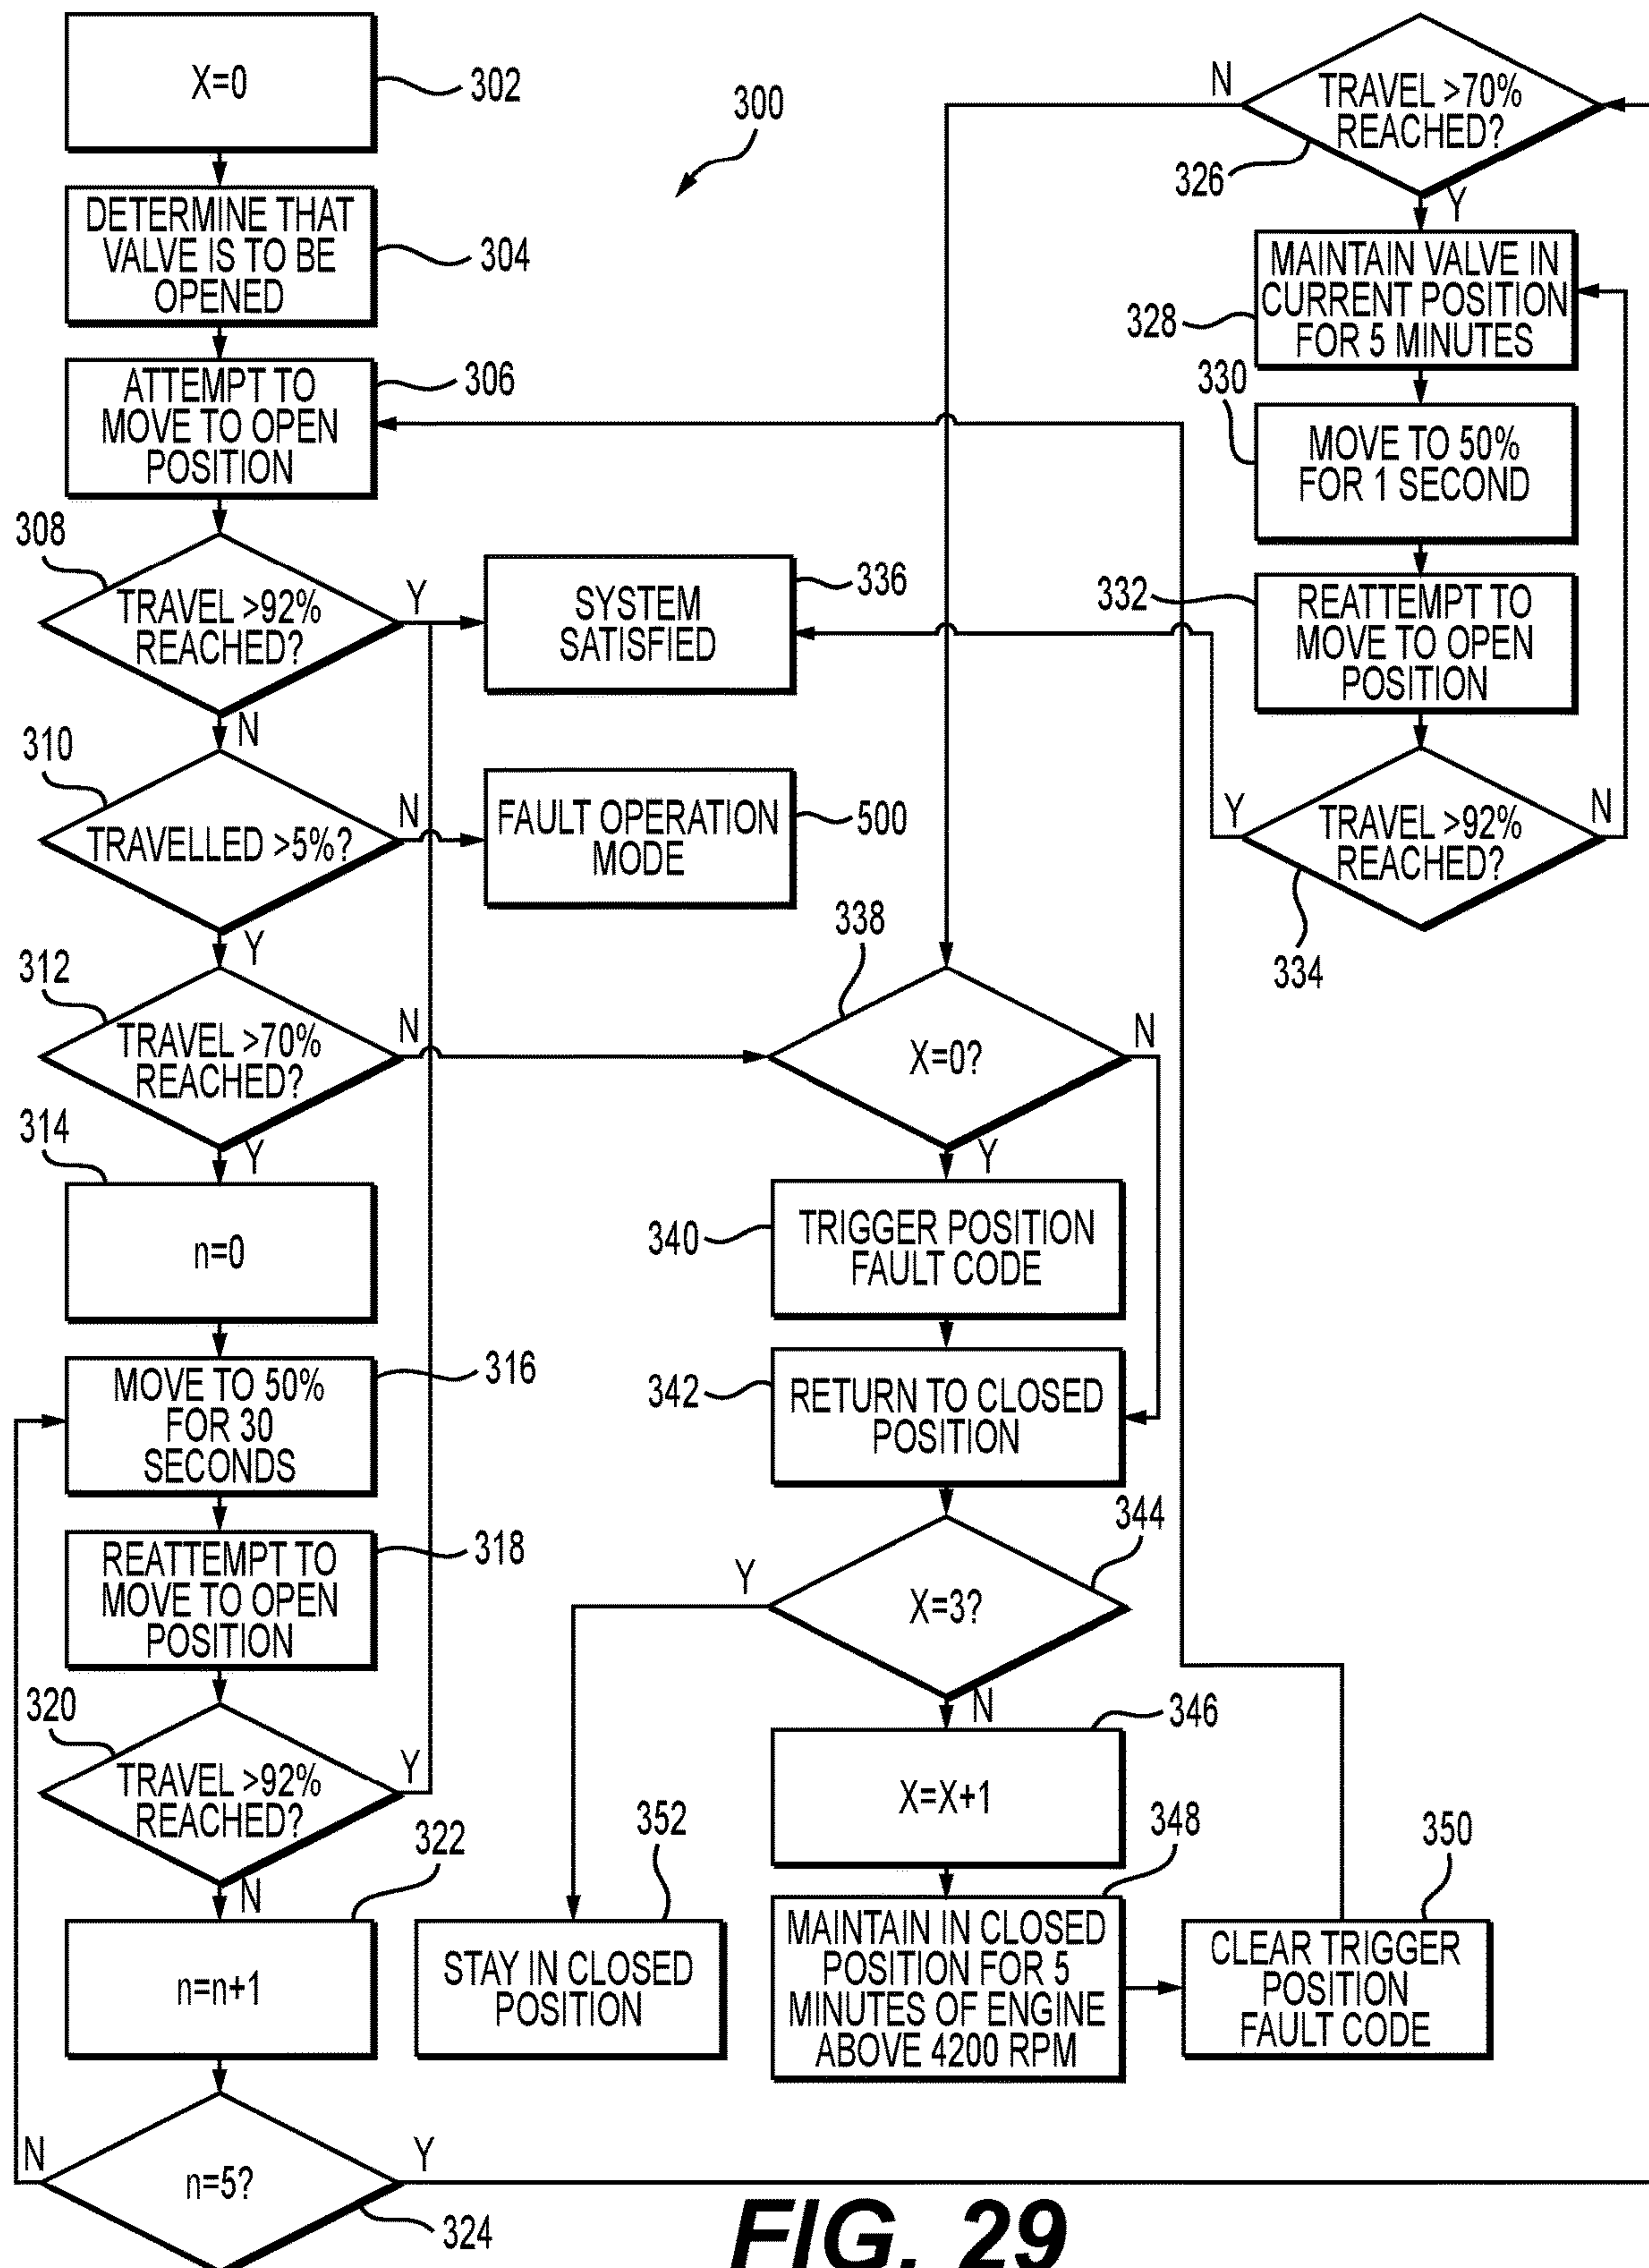 X=0
302
DETERMINE THAT
VALVE IS TO BE
OPENED
304
ATTEMPT TO
MOVE TO OPEN
POSITION
306
308
TRAVEL >92%
REACHED?
Y
N
SYSTEM
SATISFIED
336
310
TRAVELLED >5%?
N
Y
FAULT OPERATION
MODE
500
312
TRAVEL >70%
REACHED?
N
Y
314
n=0
MOVE TO 50%
FOR 30
SECONDS
316
REATTEMPT TO
MOVE TO OPEN
POSITION
318
320
TRAVEL >92%
REACHED?
Y
N
322
n=n+1
n=5?
N
Y
324
300
TRAVEL >70%
REACHED?
N
Y
326
MAINTAIN VALVE IN
CURRENT POSITION
FOR 5 MINUTES
328
330
MOVE TO 50%
FOR 1 SECOND
332
REATTEMPT TO
MOVE TO OPEN
POSITION
TRAVEL >92%
REACHED?
Y
N
334
338
X=0?
N
Y
340
TRIGGER POSITION
FAULT CODE
342
RETURN TO CLOSED
POSITION
344
X=3?
Y
N
346
X=X+1
348
MAINTAIN IN CLOSED
POSITION FOR 5
MINUTES OF ENGINE
ABOVE 4200 RPM
350
CLEAR TRIGGER
POSITION
FAULT CODE
352
STAY IN CLOSED
POSITION
FIG. 29